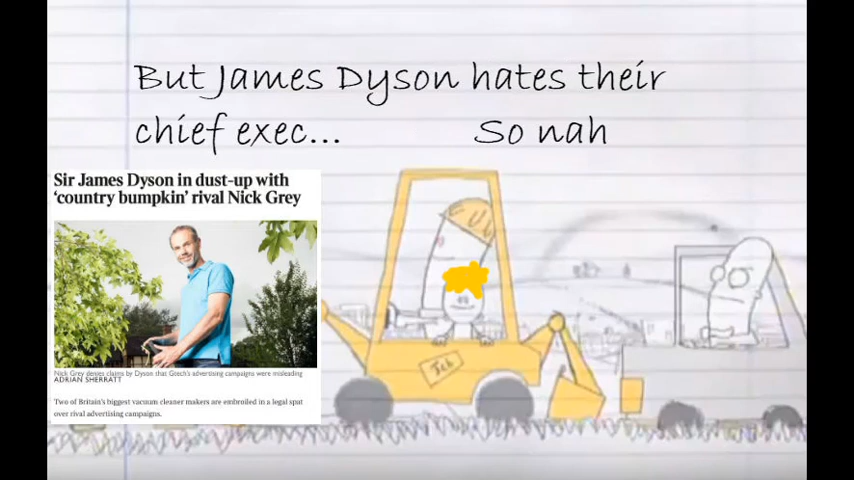 But James Dyson hates their
chief exec... So nah
Sir James Dyson in dust-up with
'country bumpkin' rival Nick Grey
Nick Grey denies claims by Dyson that Gtech's advertising campaigns were misleading
ADRIAN SHERRATT
Two of Britain's biggest vacuum cleaner makers are embroiled in a legal spat
over rival advertising campaigns.